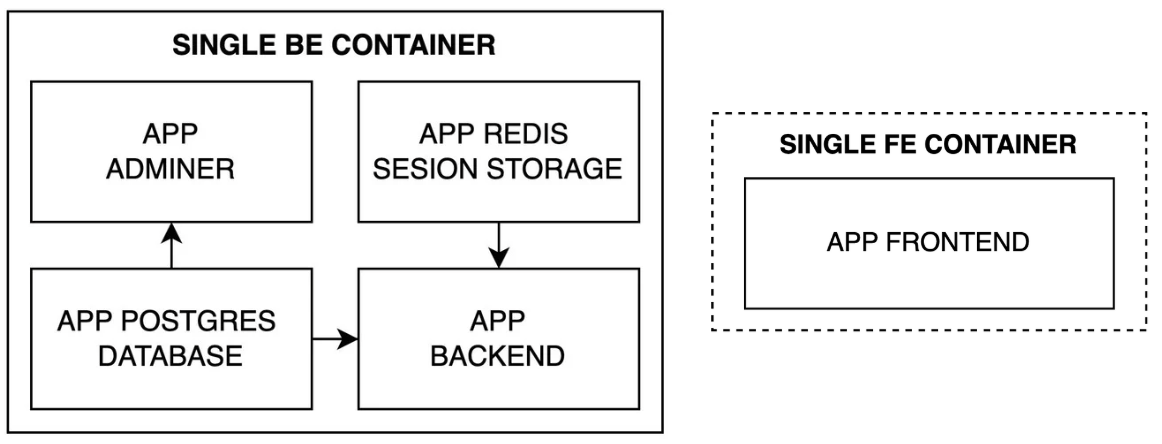 SINGLE BE CONTAINER
APP
ADMINER
APP REDIS
SESION STORAGE
APP POSTGRES
DATABASE
APP
BACKEND
SINGLE FE CONTAINER
APP FRONTEND